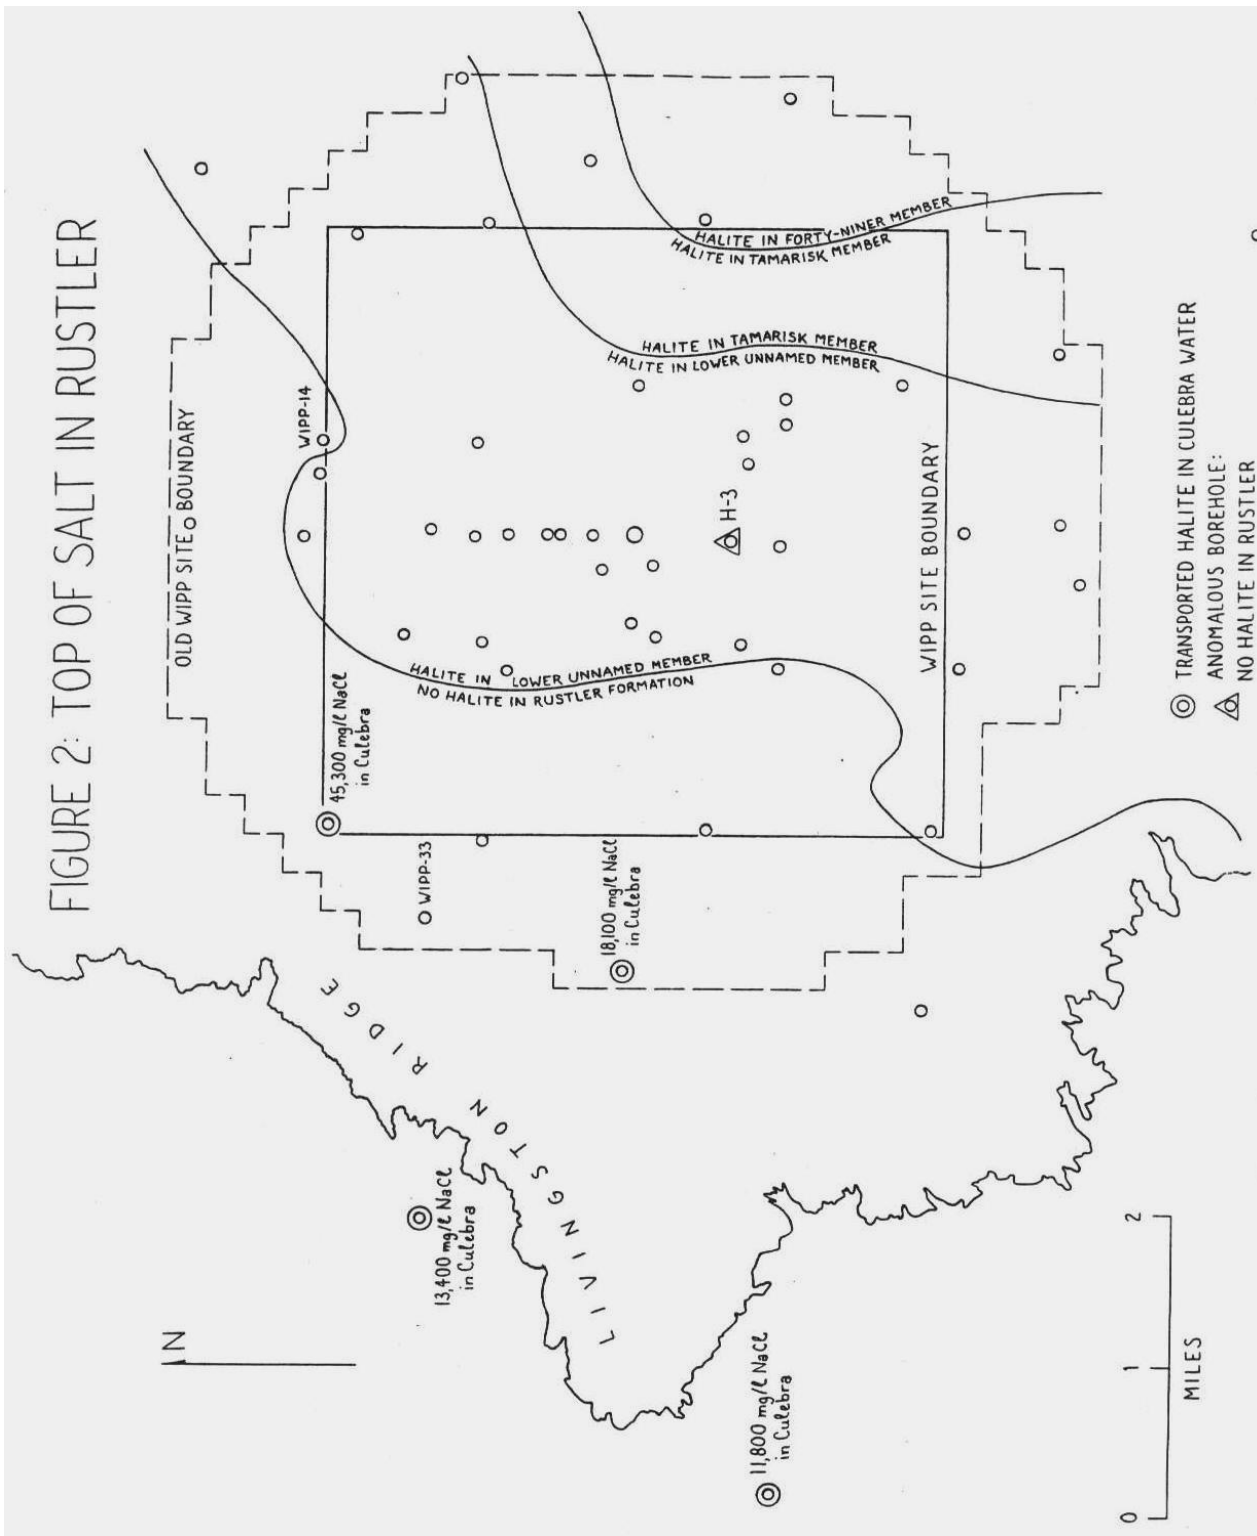 FIGURE 2: TOP OF SALT IN RUSTLER
OLD WIPP SITE BOUNDARY
WIPP-14
45,300 mg/l NaCl
in Culebra
WIPP-33
HALITE IN FORTY-NINER MEMBER
HALITE IN TAMARISK MEMBER
HALITE IN TAMARISK MEMBER
HALITE IN LOWER UNNAMED MEMBER
HALITE IN LOWER UNNAMED MEMBER
NO HALITE IN RUSTLER FORMATION
H-3
18,100 mg/l NaCl
in Culebra
WIPP SITE BOUNDARY
LIVINGSTON RIDGE
13,400 mg/l NaCl
in Culebra
11,800 mg/l NaCl
in Culebra
N
0 1 2
MILES
TRANSPORTED HALITE IN CULEBRA WATER
ANOMALOUS BOREHOLE:
NO HALITE IN RUSTLER